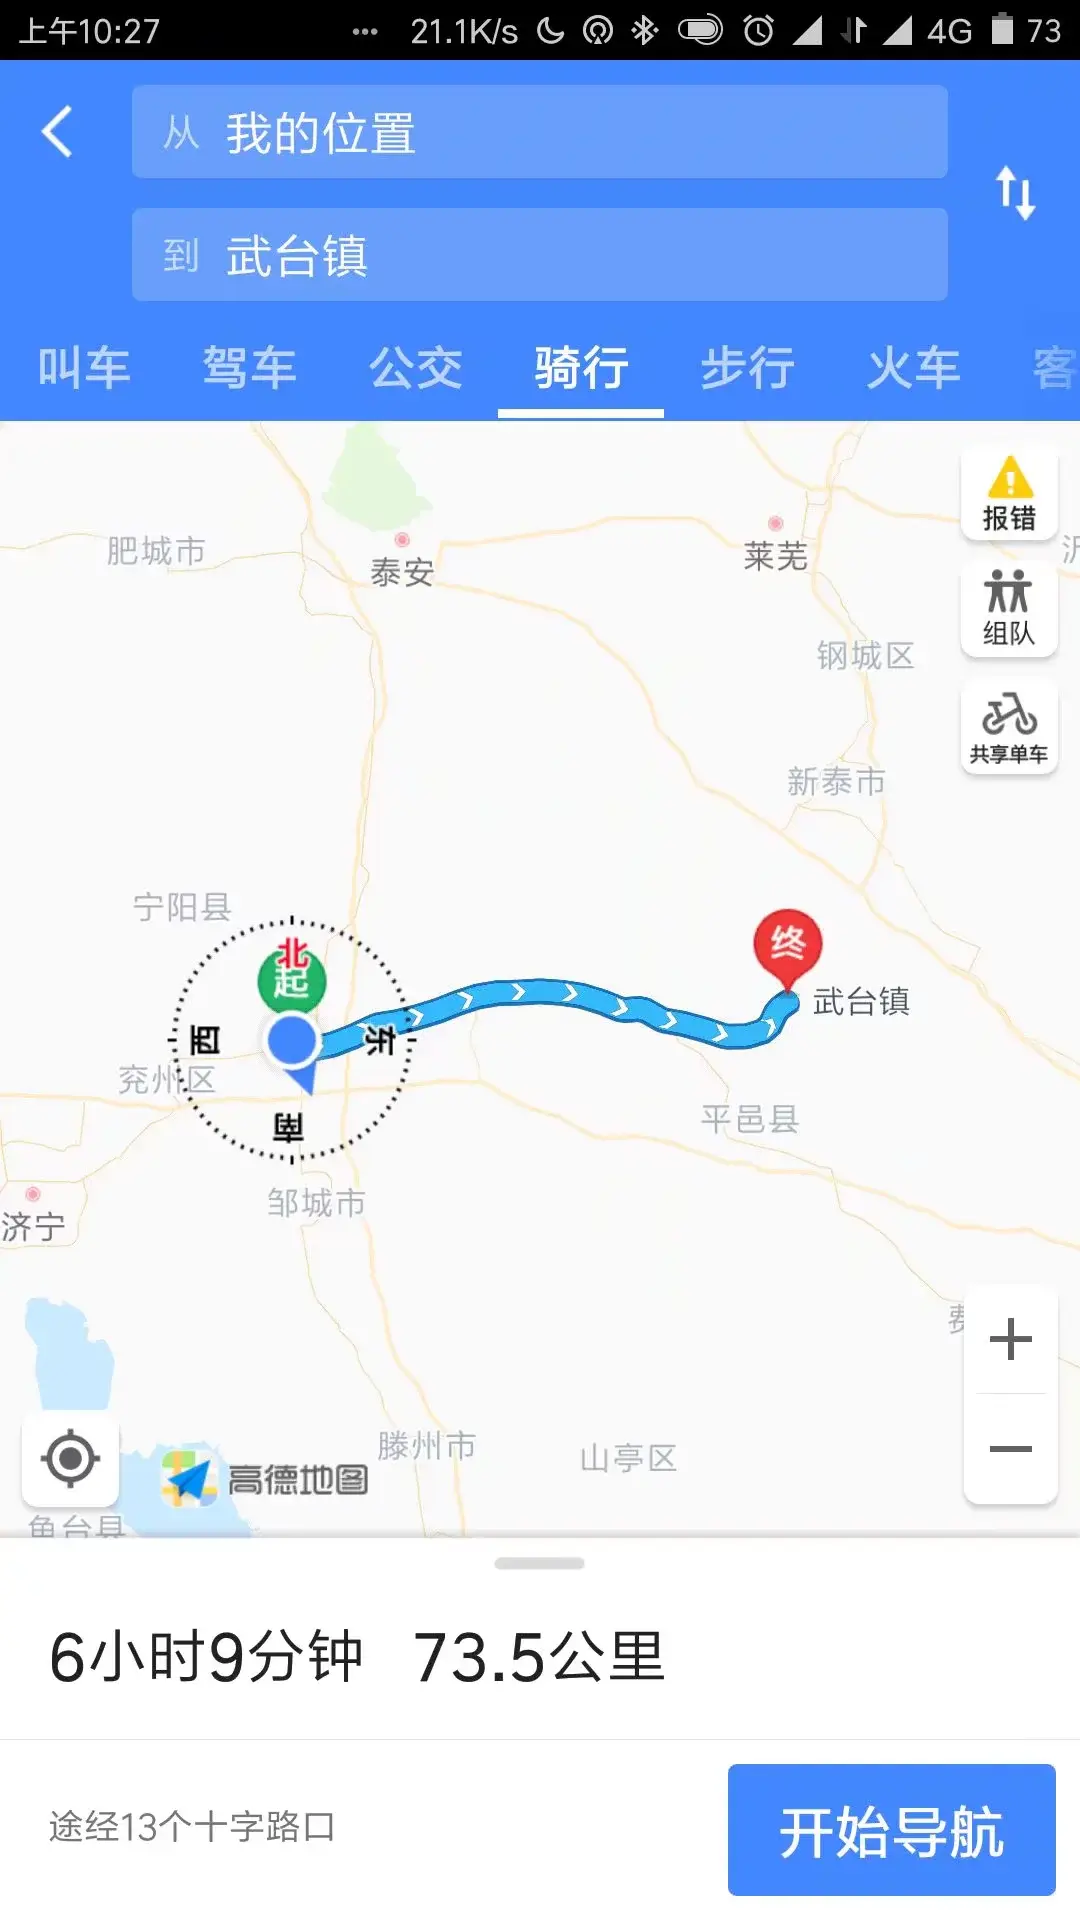 上午10:27 ... 21.1K/s 4G 73
从 我的位置
到 武台镇
叫车 驾车 公交 骑行 步行 火车 客
报错
肥城市
泰安
莱芜
组队
钢城区
共享单车
新泰市
宁阳县
北
起
终
武台镇
西
东
兖州区
南
平邑县
邹城市
济宁
费
滕州市
山亭区
高德地图
鱼台县
6小时9分钟 73.5公里
途经13个十字路口
开始导航